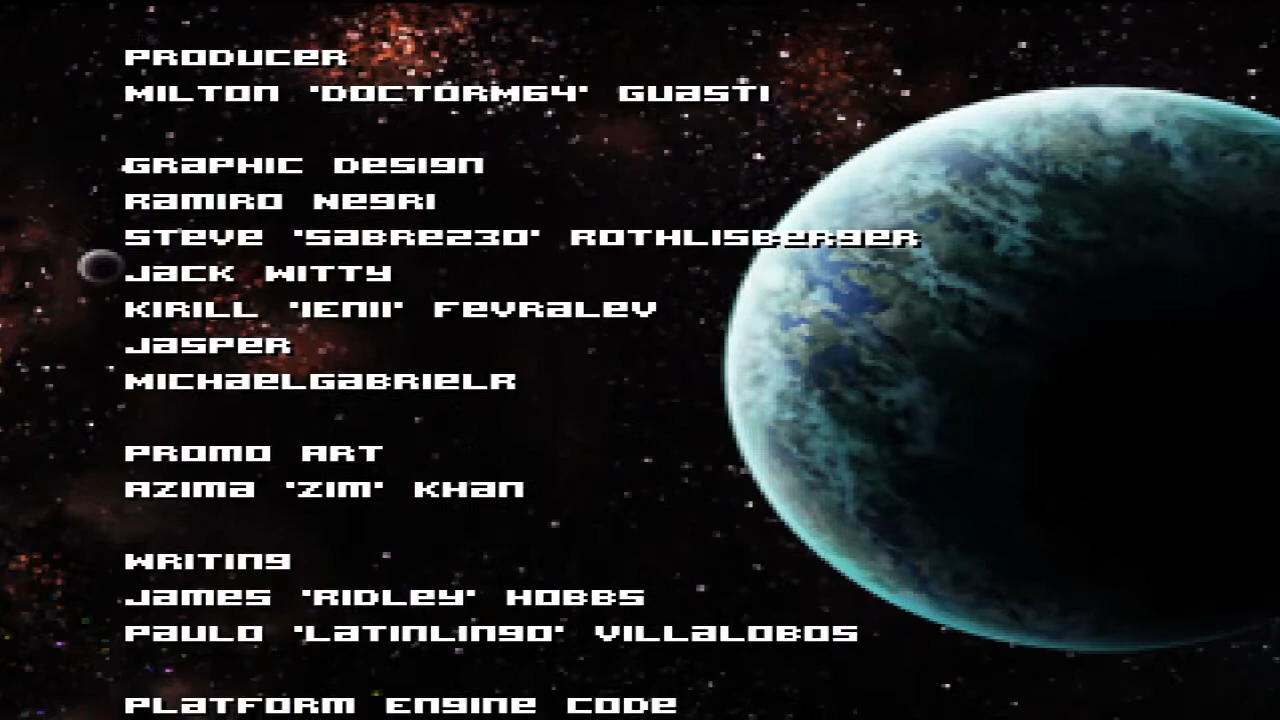 PRODUCER
MILTON 'DOCTORM64' GUASTI
GRAPHIC DESIGN
RAMIRO NEGRI
STEVE 'SABRE230' ROTHLISBERGER
JACK WITTY
KIRILL 'IENII' FEVRALEV
JASPER
MICHAELGABRIELR
PROMO ART
AZIMA 'ZIM' KHAN
WRITING
JAMES 'RIDLEY' HOBBS
PAULO 'LATINLINGO' VILLALOBOS
PLATFORM ENGINE CODE